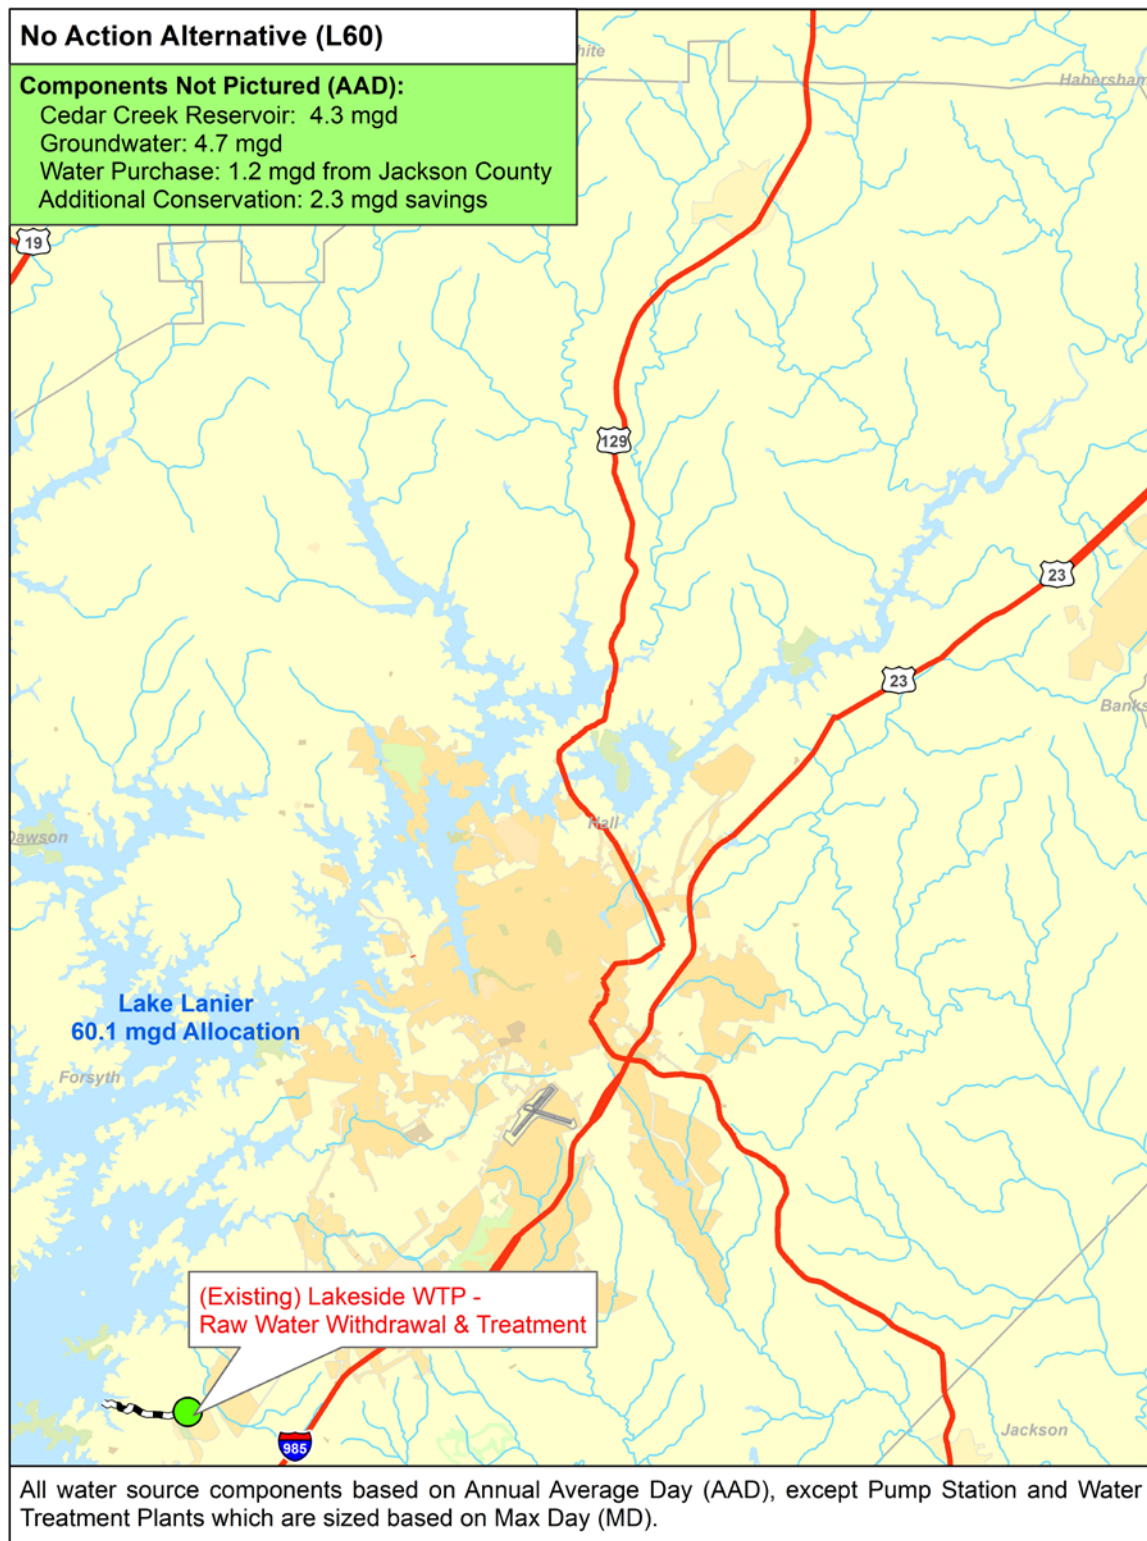 No Action Alternative (L60)
Components Not Pictured (AAD):
Cedar Creek Reservoir: 4.3 mgd
Groundwater: 4.7 mgd
Water Purchase: 1.2 mgd from Jackson County
Additional Conservation: 2.3 mgd savings
Habersham
19
129
23
23
Banks
Hall
Dawson
Lake Lanier
60.1 mgd Allocation
Forsyth
(Existing) Lakeside WTP -
Raw Water Withdrawal & Treatment
985
Jackson
All water source components based on Annual Average Day (AAD), except Pump Station and Water
Treatment Plants which are sized based on Max Day (MD).